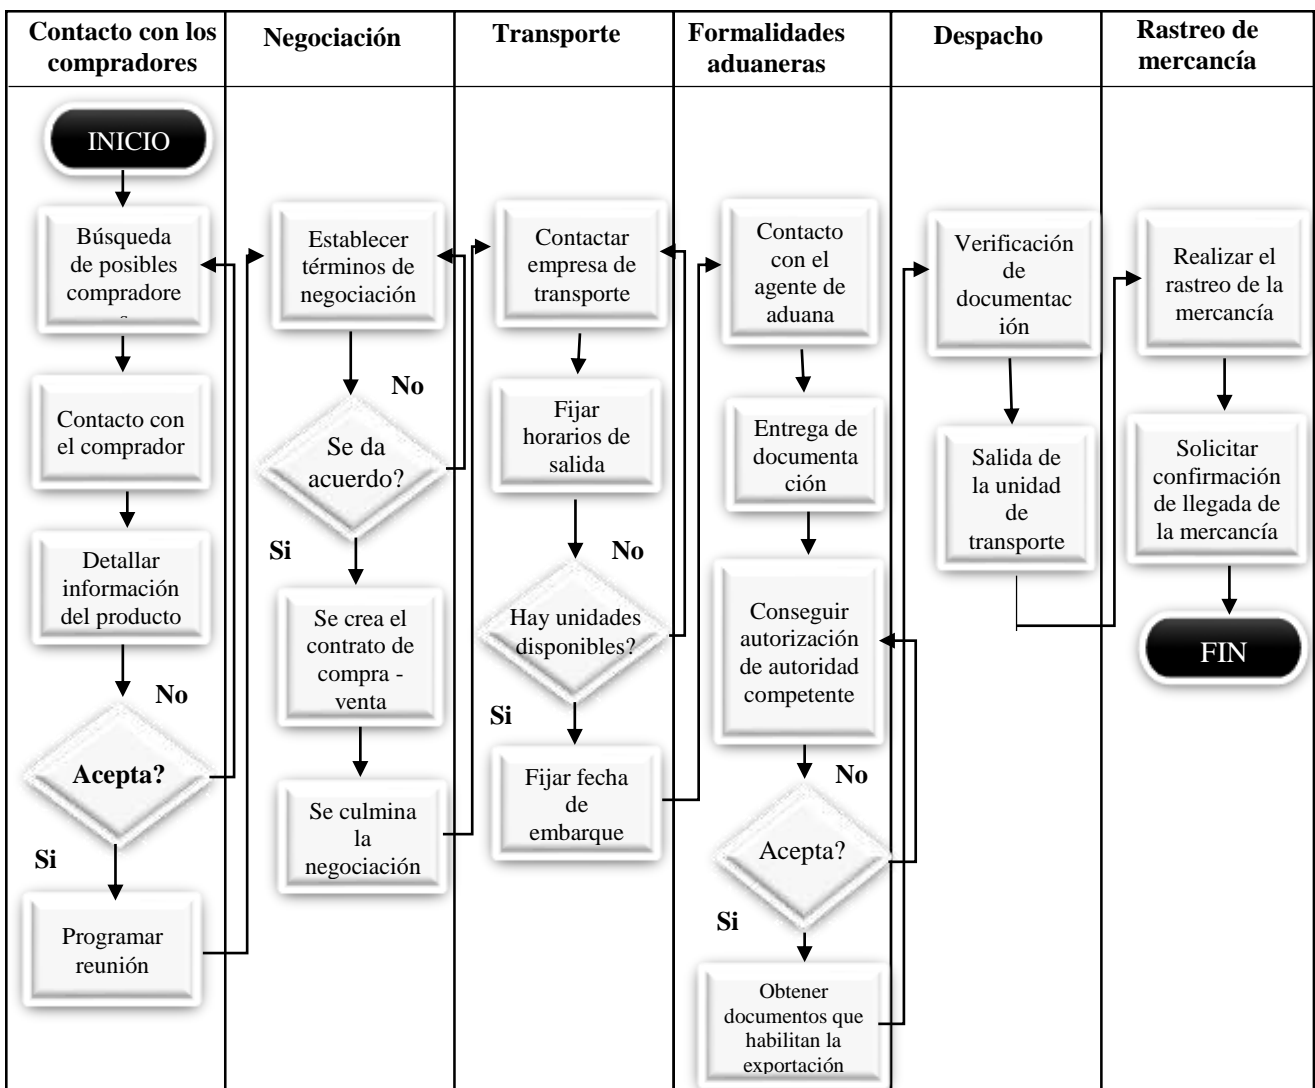 Contacto con los
compradores
Negociación
Transporte
Formalidades
aduaneras
Despacho
Rastreo de
mercancía
INICIO
Búsqueda
de posibles
compradore
s
Contacto con
el comprador
Detallar
información
del producto
No
Acepta?
Si
Programar
reunión
Establecer
términos de
negociación
No
Se da
acuerdo?
Si
Se crea el
contrato de
compra -
venta
Se culmina
la
negociación
Contactar
empresa de
transporte
Fijar
horarios de
salida
No
Hay unidades
disponibles?
Si
Fijar fecha
de
embarque
Contacto
con el
agente de
aduana
Entrega de
documenta
ción
Conseguir
autorización
de autoridad
competente
No
Acepta?
Si
Obtener
documentos que
habilitan la
exportación
Verificación
de
documentac
ión
Salida de
la unidad
de
transporte
Realizar el
rastreo de la
mercancía
Solicitar
confirmación
de llegada de
la mercancía
FIN